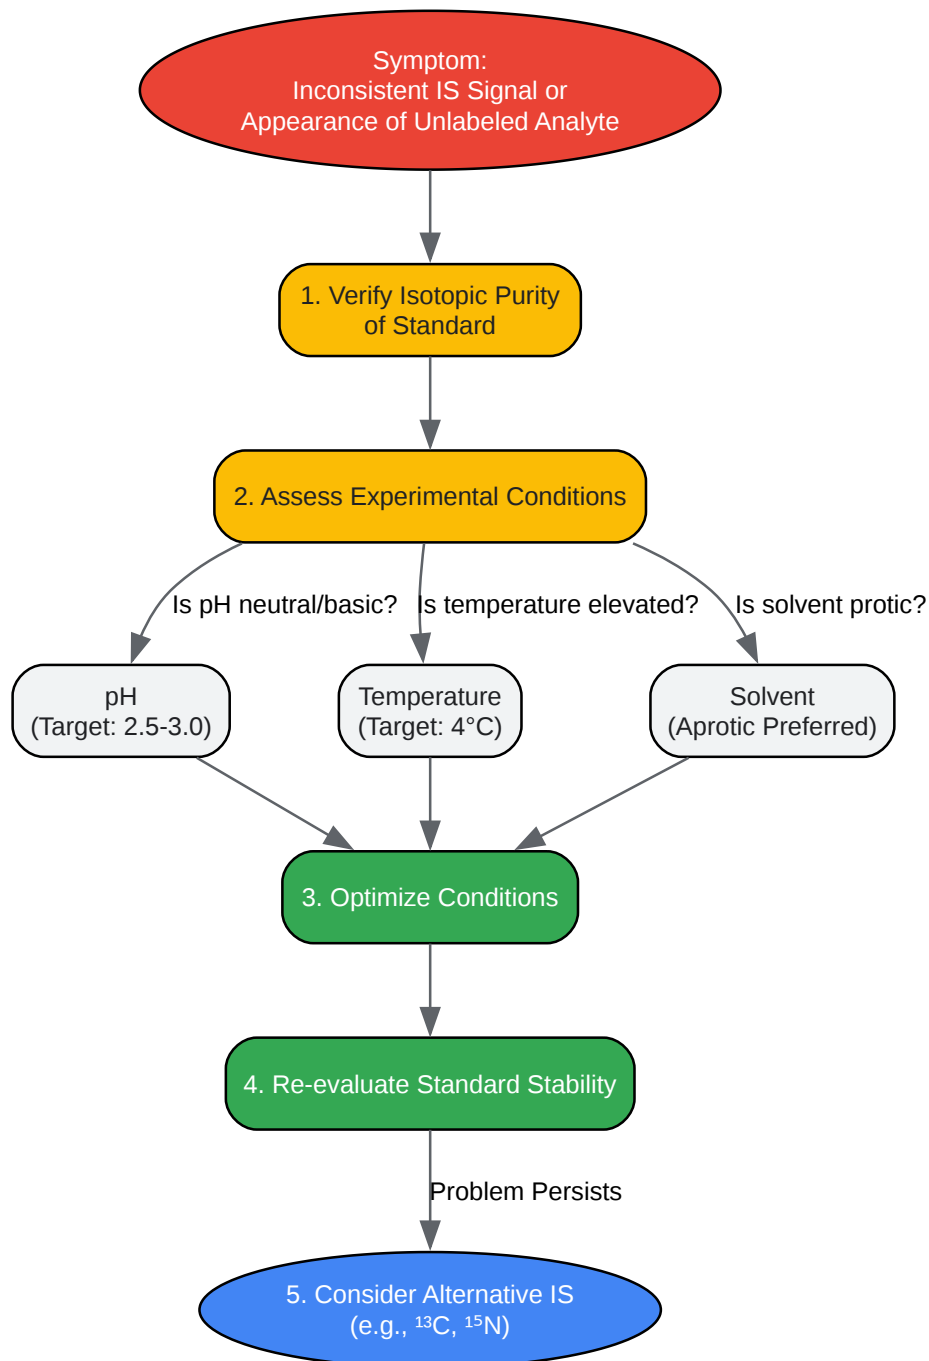 Symptom:
Inconsistent IS Signal or
Appearance of Unlabeled Analyte
1. Verify Isotopic Purity
of Standard
2. Assess Experimental Conditions
Is pH neutral/basic?
Is temperature elevated?
Is solvent protic?
pH
(Target: 2.5-3.0)
Temperature
(Target: 4°C)
Solvent
(Aprotic Preferred)
3. Optimize Conditions
4. Re-evaluate Standard Stability
Problem Persists
5. Consider Alternative IS
(e.g., ¹³C, ¹⁵N)